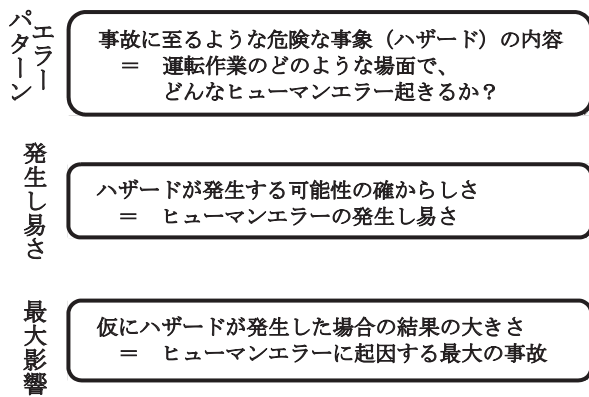 エラー
パターン
事故に至るような危険な事象（ハザード）の内容
＝　運転作業のどのような場面で、
どんなヒューマンエラー起きるか？
発生し易さ
ハザードが発生する可能性の確からしさ
＝　ヒューマンエラーの発生し易さ
最大影響
仮にハザードが発生した場合の結果の大きさ
＝　ヒューマンエラーに起因する最大の事故